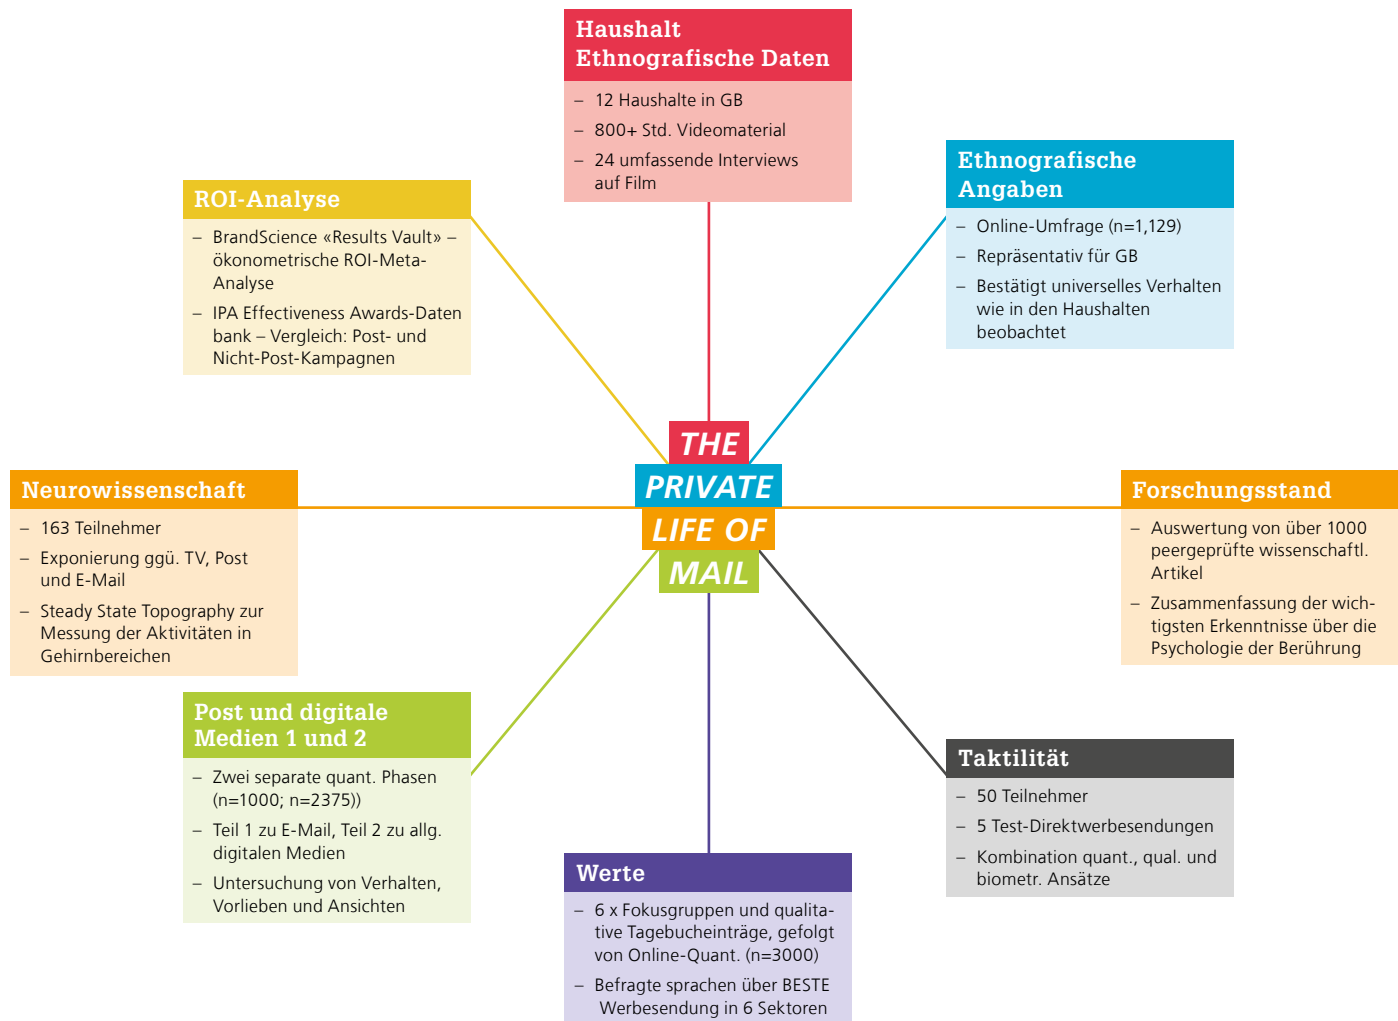 Haushalt
Ethnografische Daten
– 12 Haushalte in GB
– 800+ Std. Videomaterial
– 24 umfassende Interviews
auf Film
Ethnografische
Angaben
– Online-Umfrage (n=1,129)
– Repräsentativ für GB
– Bestätigt universelles Verhalten
wie in den Haushalten
beobachtet
ROI-Analyse
– BrandScience «Results Vault» –
ökonometrische ROI-Meta-
Analyse
– IPA Effectiveness Awards-Daten
bank – Vergleich: Post- und
Nicht-Post-Kampagnen
THE
PRIVATE
LIFE OF
MAIL
Neurowissenschaft
– 163 Teilnehmer
– Exponierung ggü. TV, Post
und E-Mail
– Steady State Topography zur
Messung der Aktivitäten in
Gehirnbereichen
Forschungsstand
– Auswertung von über 1000
peergeprüfte wissenschaftl.
Artikel
– Zusammenfassung der wich-
tigsten Erkenntnisse über die
Psychologie der Berührung
Post und digitale
Medien 1 und 2
– Zwei separate quant. Phasen
(n=1000; n=2375))
– Teil 1 zu E-Mail, Teil 2 zu allg.
digitalen Medien
– Untersuchung von Verhalten,
Vorlieben und Ansichten
Taktilität
– 50 Teilnehmer
– 5 Test-Direktwerbesendungen
– Kombination quant., qual. und
biometr. Ansätze
Werte
– 6 x Fokusgruppen und qualita-
tive Tagebucheinträge, gefolgt
von Online-Quant. (n=3000)
– Befragte sprachen über BESTE
Werbesendung in 6 Sektoren